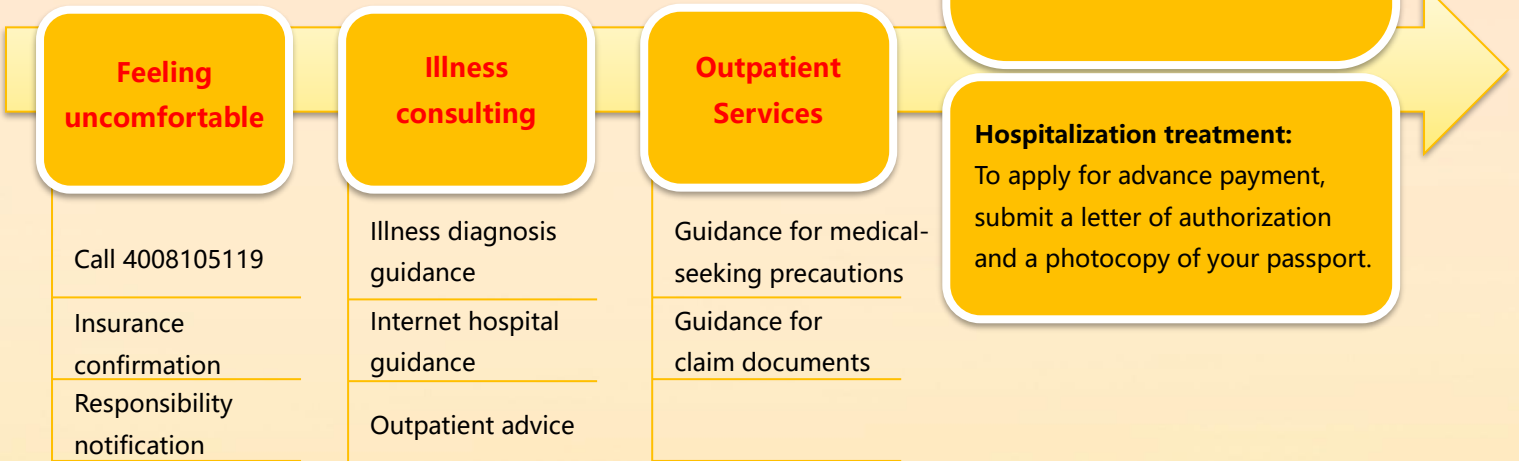 Feeling
uncomfortable
Call 4008105119
Insurance
confirmation
Responsibility
notification
Illness
consulting
Illness diagnosis
guidance
Internet hospital
guidance
Outpatient advice
Outpatient
Services
Guidance for medical-
seeking precautions
Guidance for
claim documents
Hospitalization treatment:
To apply for advance payment,
submit a letter of authorization
and a photocopy of your passport.